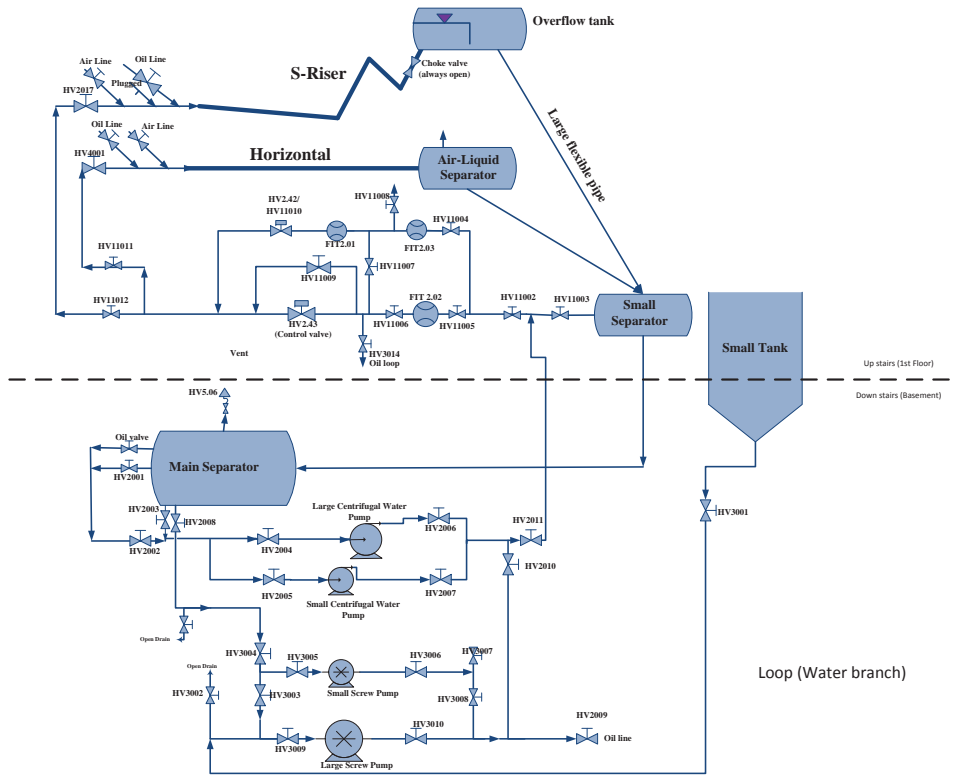 Overflow tank
Air Line
Oil Line
Choke valve
(always open)
S-Riser
Plugged
HV2017
Large flexible pipe
Oil Line
Air Line
HV4001
Horizontal
Air-Liquid
Separator
HV2.42/
HV11010
HV11008
HV11004
FIT2.01
FIT2.03
HV11011
HV11007
HV11009
FIT 2.02
HV11002
HV11003
HV11012
Small
Separator
HV2.43
(Control valve)
HV11006
HV11005
Small Tank
Vent
HV3014
Oil loop
Up stairs (1st Floor)
Down stairs (Basement)
HV5.06
Oil valve
Main Separator
HV2001
HV2003
HV2008
Large Centrifugal Water
Pump
HV2006
HV2011
HV3001
HV2002
HV2004
HV2010
HV2005
HV2007
Small Centrifugal Water
Pump
Open Drain
HV3004
HV3005
HV3006
HV3007
Open Drain
HV3002
HV3003
Small Screw Pump
HV3008
Loop (Water branch)
HV3010
HV2009
HV3009
Oil line
Large Screw Pump